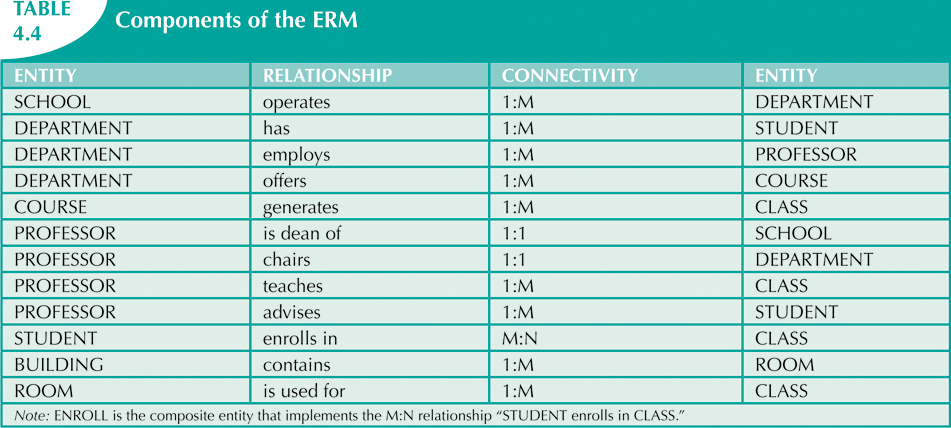 TABLE
4.4
Components of the ERM
ENTITY RELATIONSHIP CONNECTIVITY ENTITY
SCHOOL operates 1:M DEPARTMENT
DEPARTMENT has 1:M STUDENT
DEPARTMENT employs 1:M PROFESSOR
DEPARTMENT offers 1:M COURSE
COURSE generates 1:M CLASS
PROFESSOR is dean of 1:1 SCHOOL
PROFESSOR chairs 1:1 DEPARTMENT
PROFESSOR teaches 1:M CLASS
PROFESSOR advises 1:M STUDENT
STUDENT enrolls in M:N CLASS
BUILDING contains 1:M ROOM
ROOM is used for 1:M CLASS
Note: ENROLL is the composite entity that implements the M:N relationship “STUDENT enrolls in CLASS.”